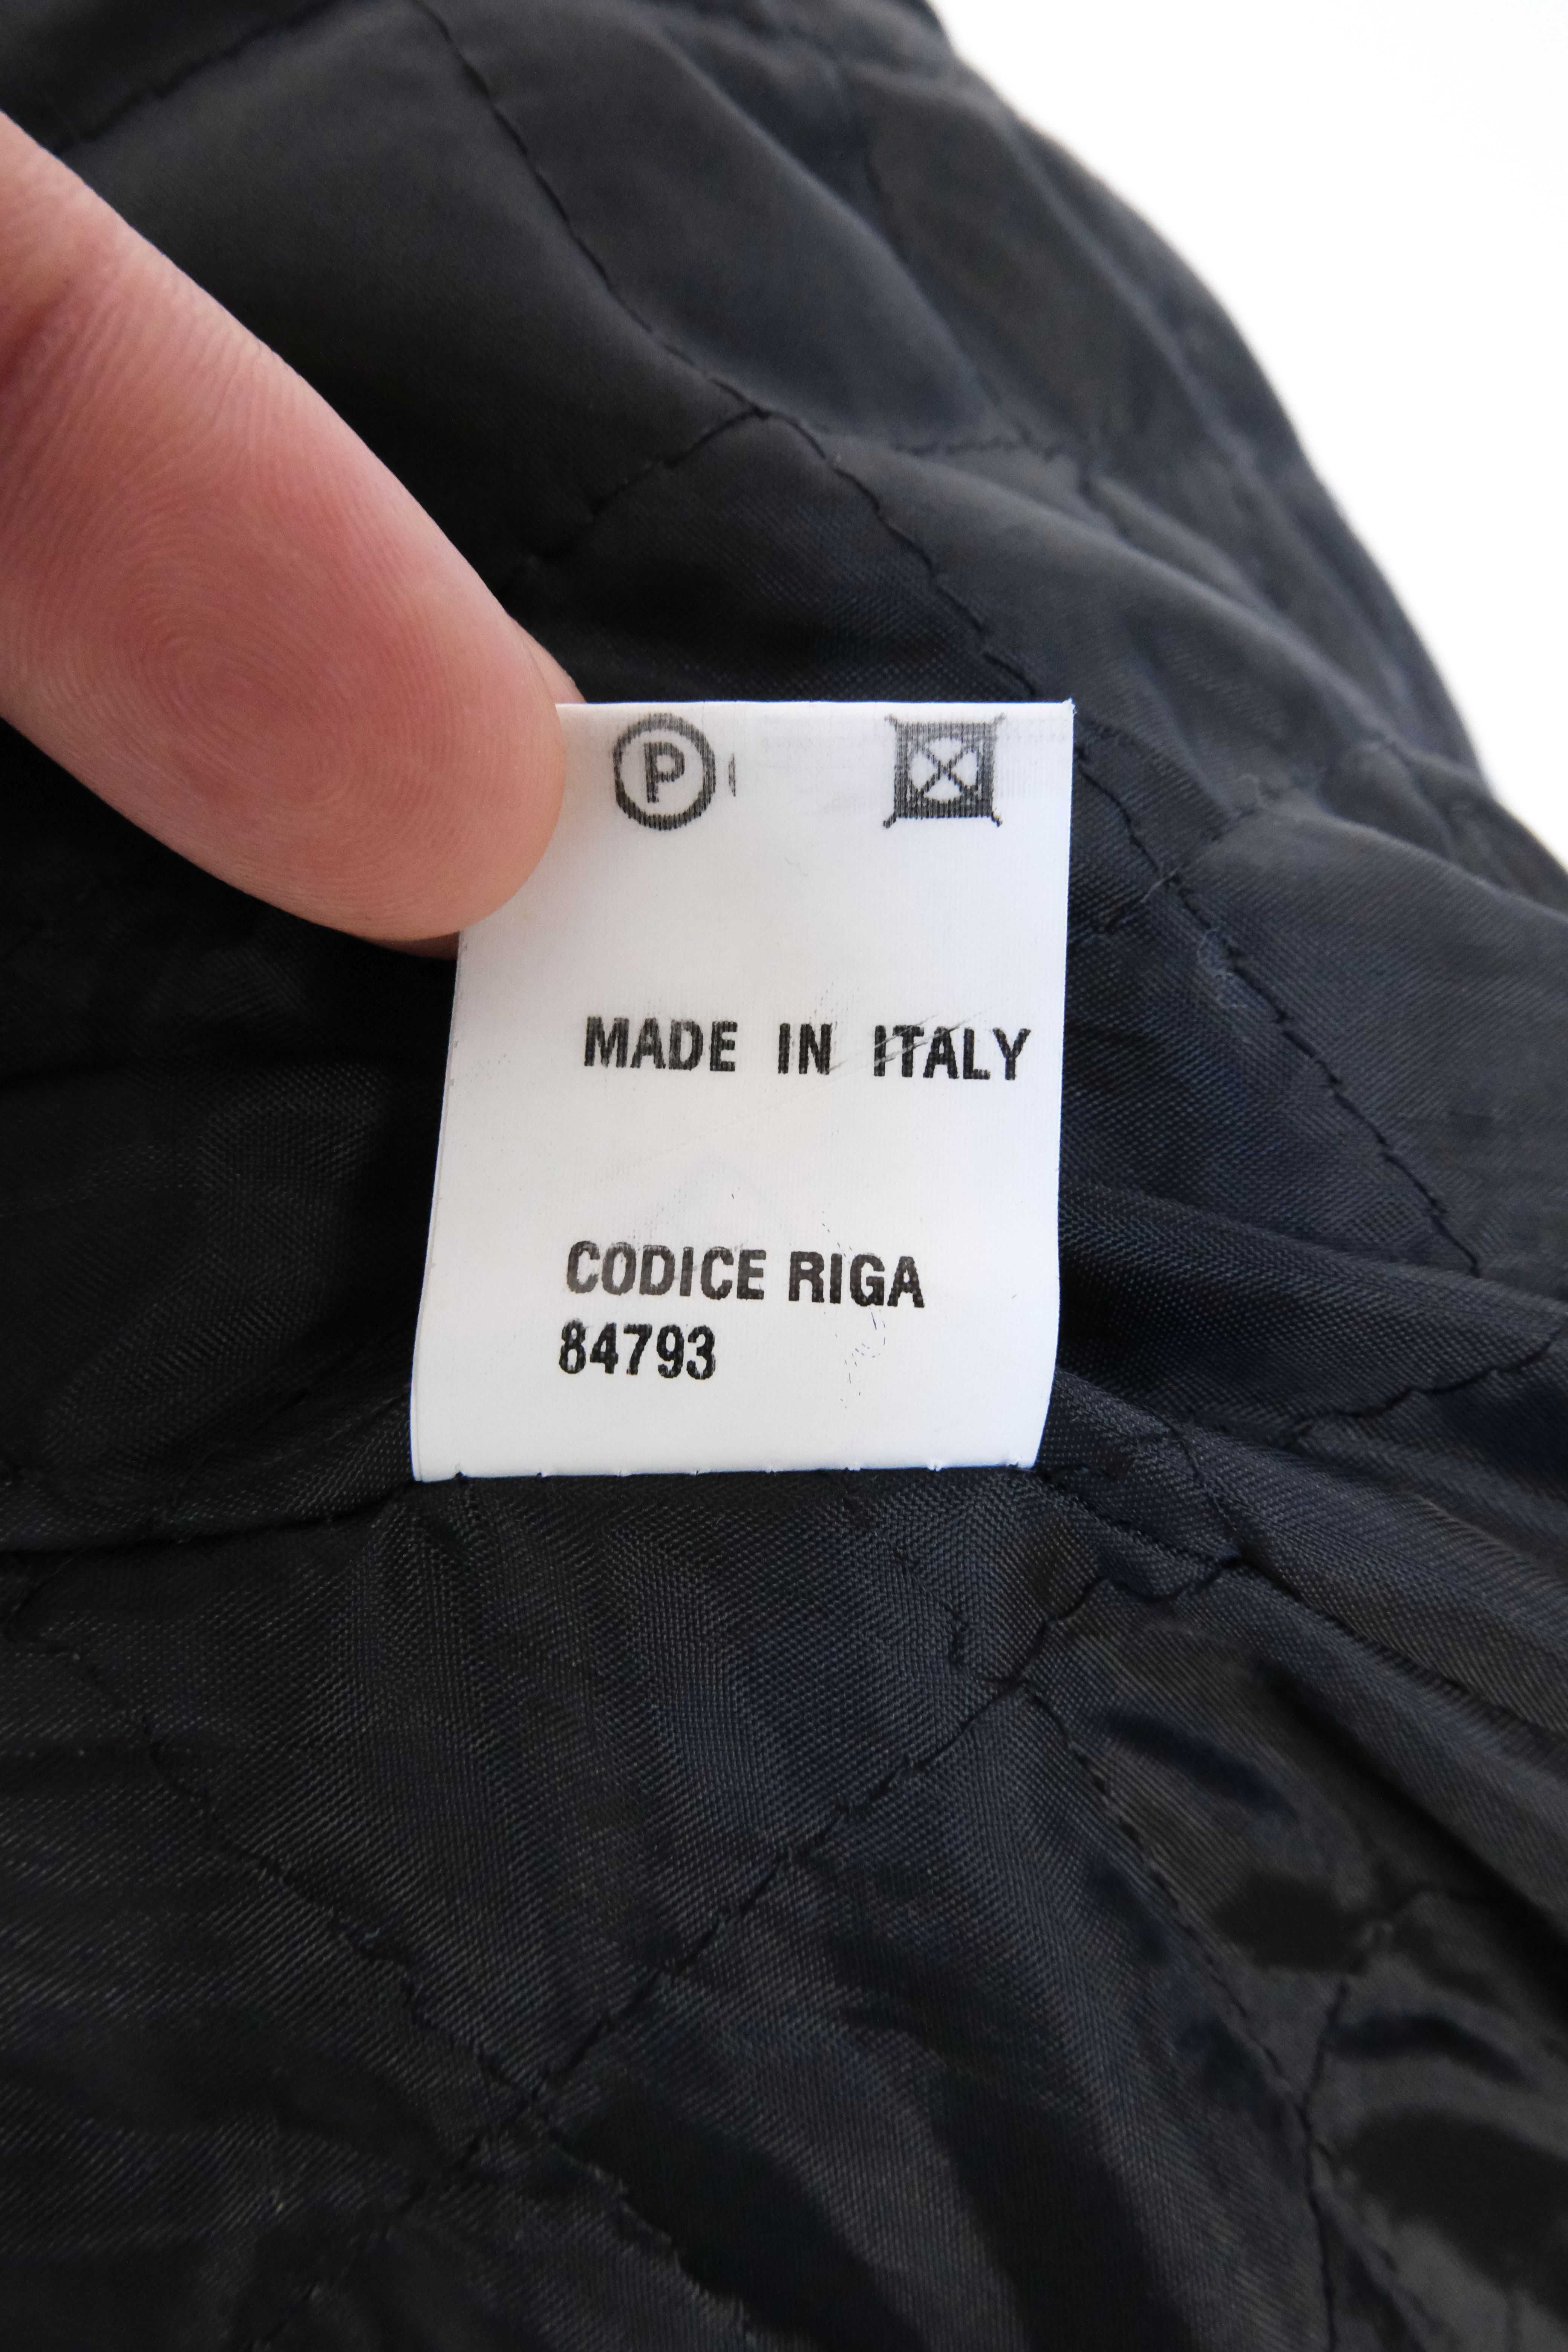 P
MADE IN ITALY
CODICE RIGA
84793